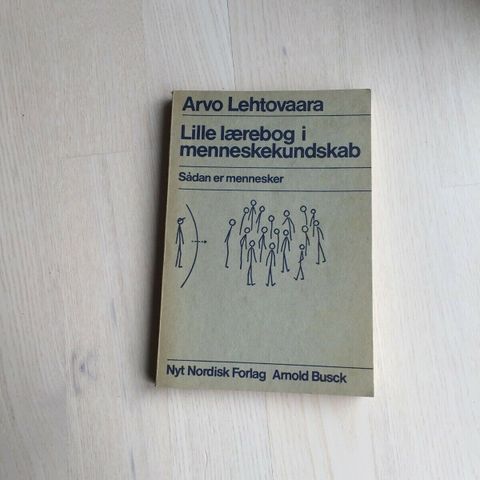 Arvo Lehtovaara
Lille lærebog i
menneskekundskab
Sådan er mennesker
Nyt Nordisk Forlag Arnold Busck